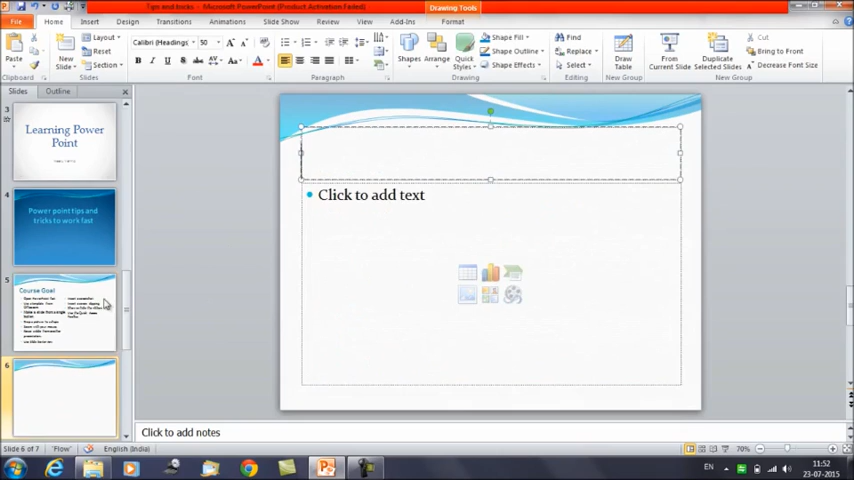 Tips and tricks - Microsoft PowerPoint (Product Activation Failed)
Drawing Tools
File Home Insert Design Transitions Animations Slide Show Review View Add-Ins Format
Paste
Clipboard
New Slide
Layout
Reset
Section
Slides
Calibri (Headings) 50
Font
Paragraph
Shapes
Arrange
Quick Styles
Shape Fill
Shape Outline
Shape Effects
Drawing
Find
Replace
Select
Editing
Draw Table
New Group
From Current Slide
Duplicate Selected Slides
Cut
Bring to Front
Decrease Font Size
New Group
Slides Outline
3
Learning Power
Point
4
Power point tips and
tricks to work fast
5
Course Goal
6
Click to add text
Click to add notes
Slide 6 of 7 "Flow" English (India) 70%
EN 11:52
23-07-2015